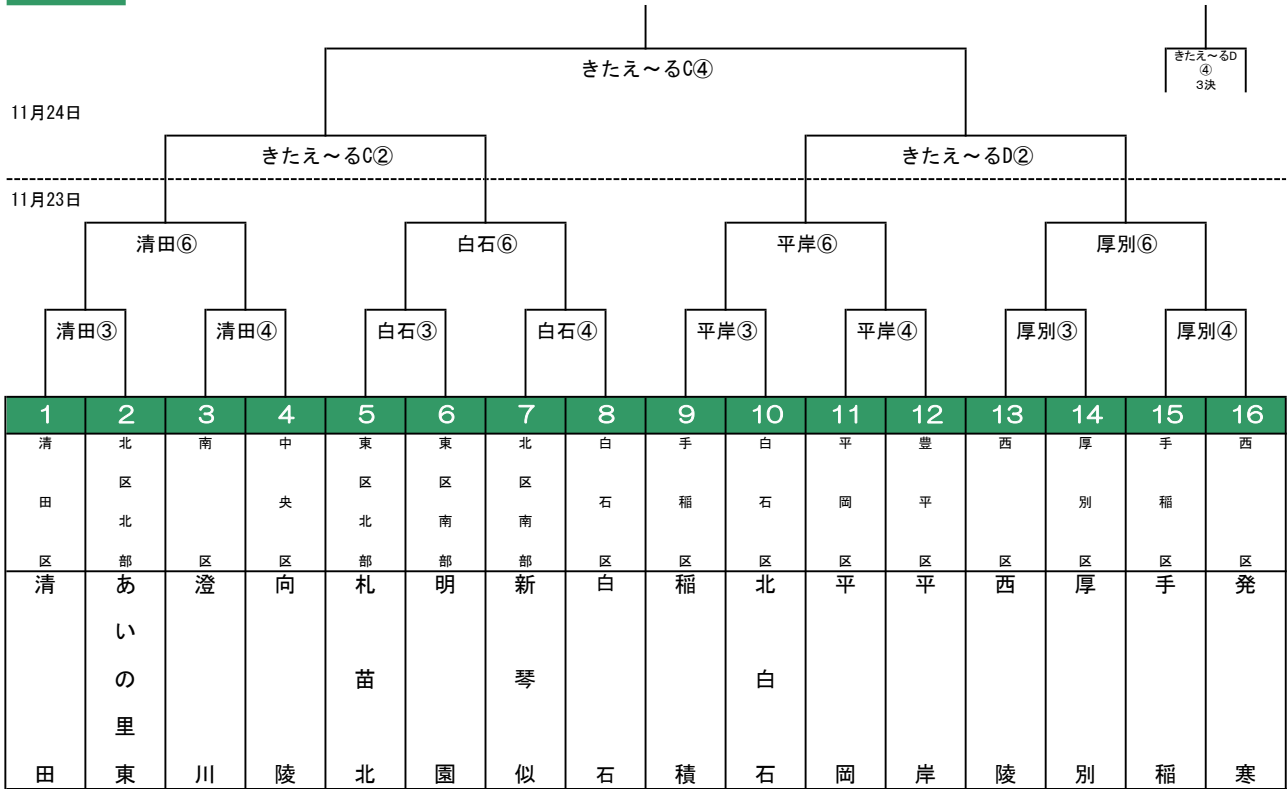 きたえ～るC④
きたえ～るD
④
3決
11月24日
きたえ～るC②
きたえ～るD②
11月23日
清田⑥
白石⑥
平岸⑥
厚別⑥
清田③
清田④
白石③
白石④
平岸③
平岸④
厚別③
厚別④
1 2 3 4 5 6 7 8 9 10 11 12 13 14 15 16
清田区
北区北部
南区
中央区
東区北部
東区南部
北区南部
白石区
手稲区
白石区
平岡区
豊平区
西区
厚別区
手稲区
西区
清田
あいの里東
澄川
向陵
札苗北
明園
新琴似
白石
稲積
北白石
平岡
平岸
西陵
厚別
手稲
発寒